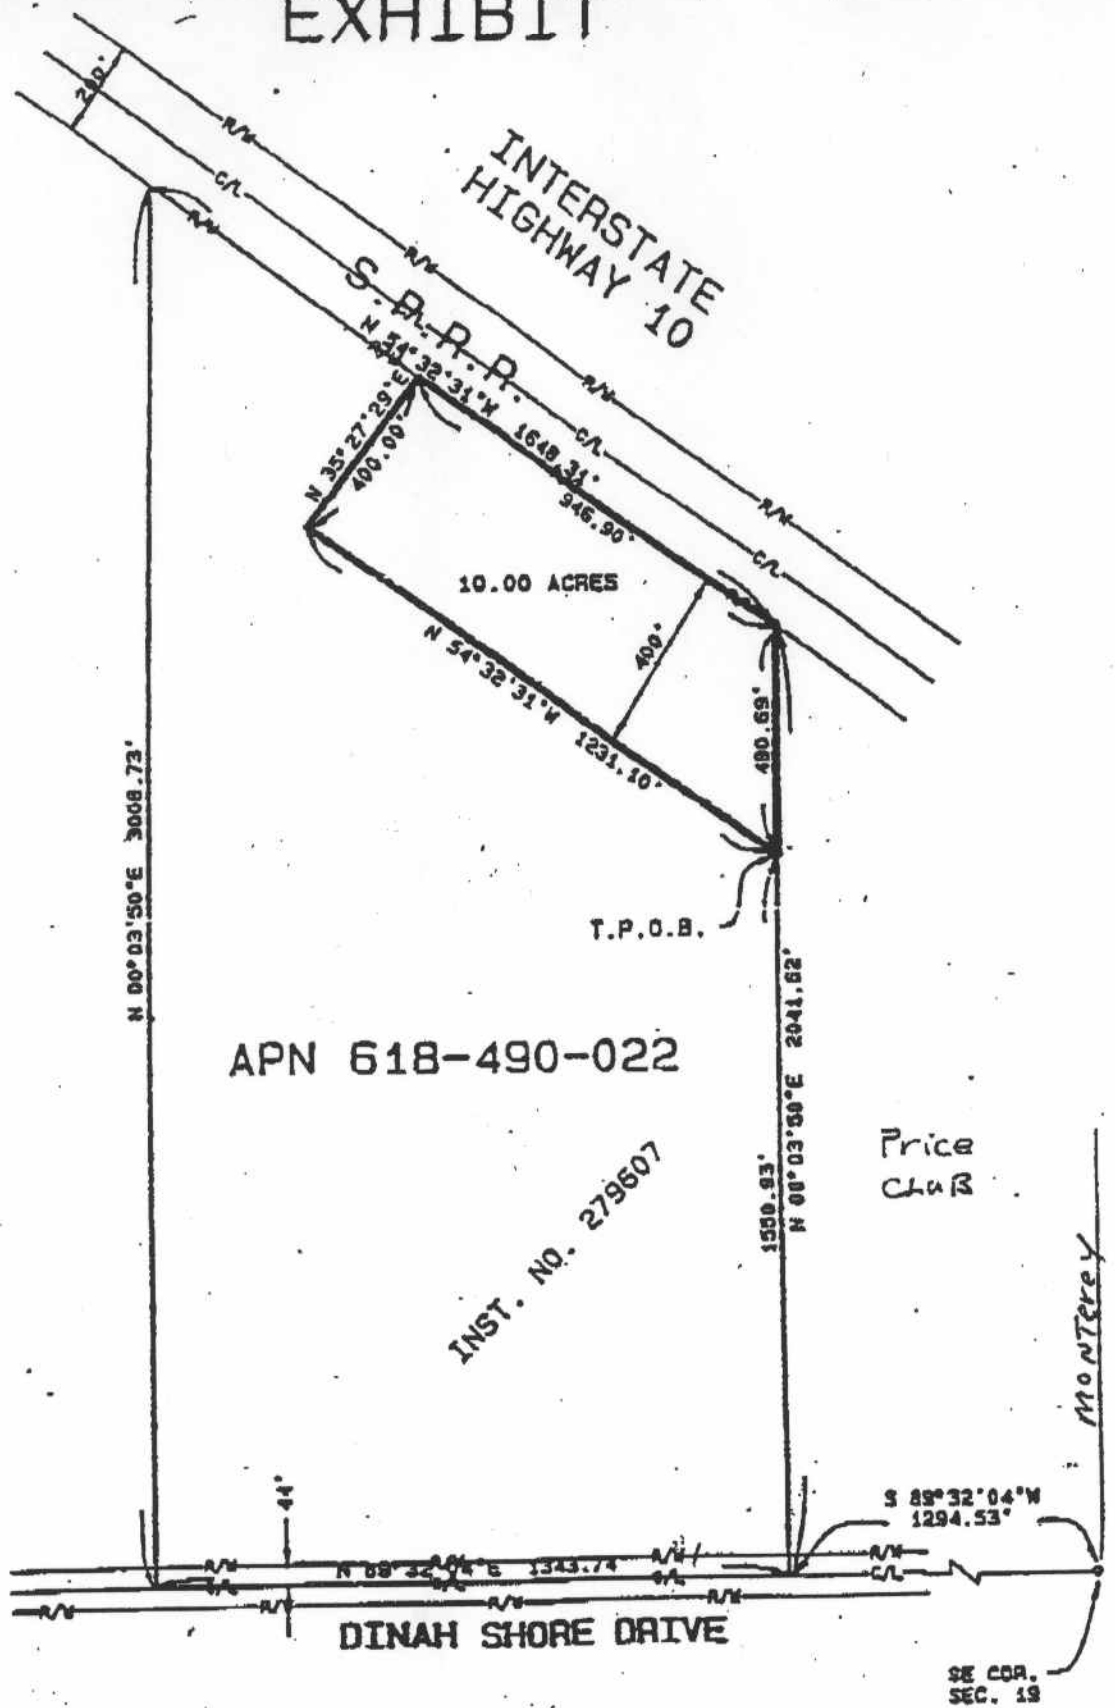 EXHIBIT
200'
R/W
C/L
R/W
INTERSTATE
HIGHWAY 10
R/W
S.P.R.R.
N 54°32'31"W 1648.31'
R/W
C/L
R/W
C/L
R/W
N 35°27'29"E
400.00'
946.90'
10.00 ACRES
400'
N 54°32'31"W 1231.10'
490.69'
T.P.O.B.
N 00°03'50"E 3008.73'
N 00°03'50"E 2041.62'
1550.93'
APN 618-490-022
INST. NO. 279607
Price
CLUB
MONTEREY
44'
S 89°32'04"W
1294.53'
R/W R/W R/W R/W
N 89°32'04"E 1343.74
C/L C/L C/L C/L
R/W R/W R/W R/W
DINAH SHORE DRIVE
SE COR.
SEC. 19